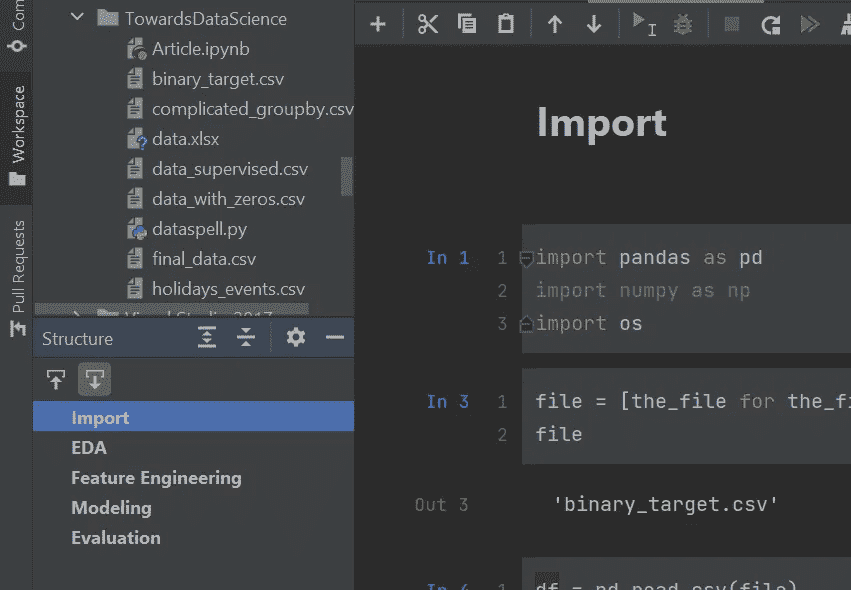 Com
Workspace
Pull Requests
TowardsDataScience
Article.ipynb
binary_target.csv
complicated_groupby.csv
data.xlsx
data_supervised.csv
data_with_zeros.csv
dataspell.py
final_data.csv
holidays_events.csv
Structure
Import
EDA
Feature Engineering
Modeling
Evaluation
Import
In 1
1 import pandas as pd
2 import numpy as np
3 import os
In 3
1 file = [the_file for the_fi
2 file
Out 3
'binary_target.csv'
In 4
1 df = pd.read_csv(file)